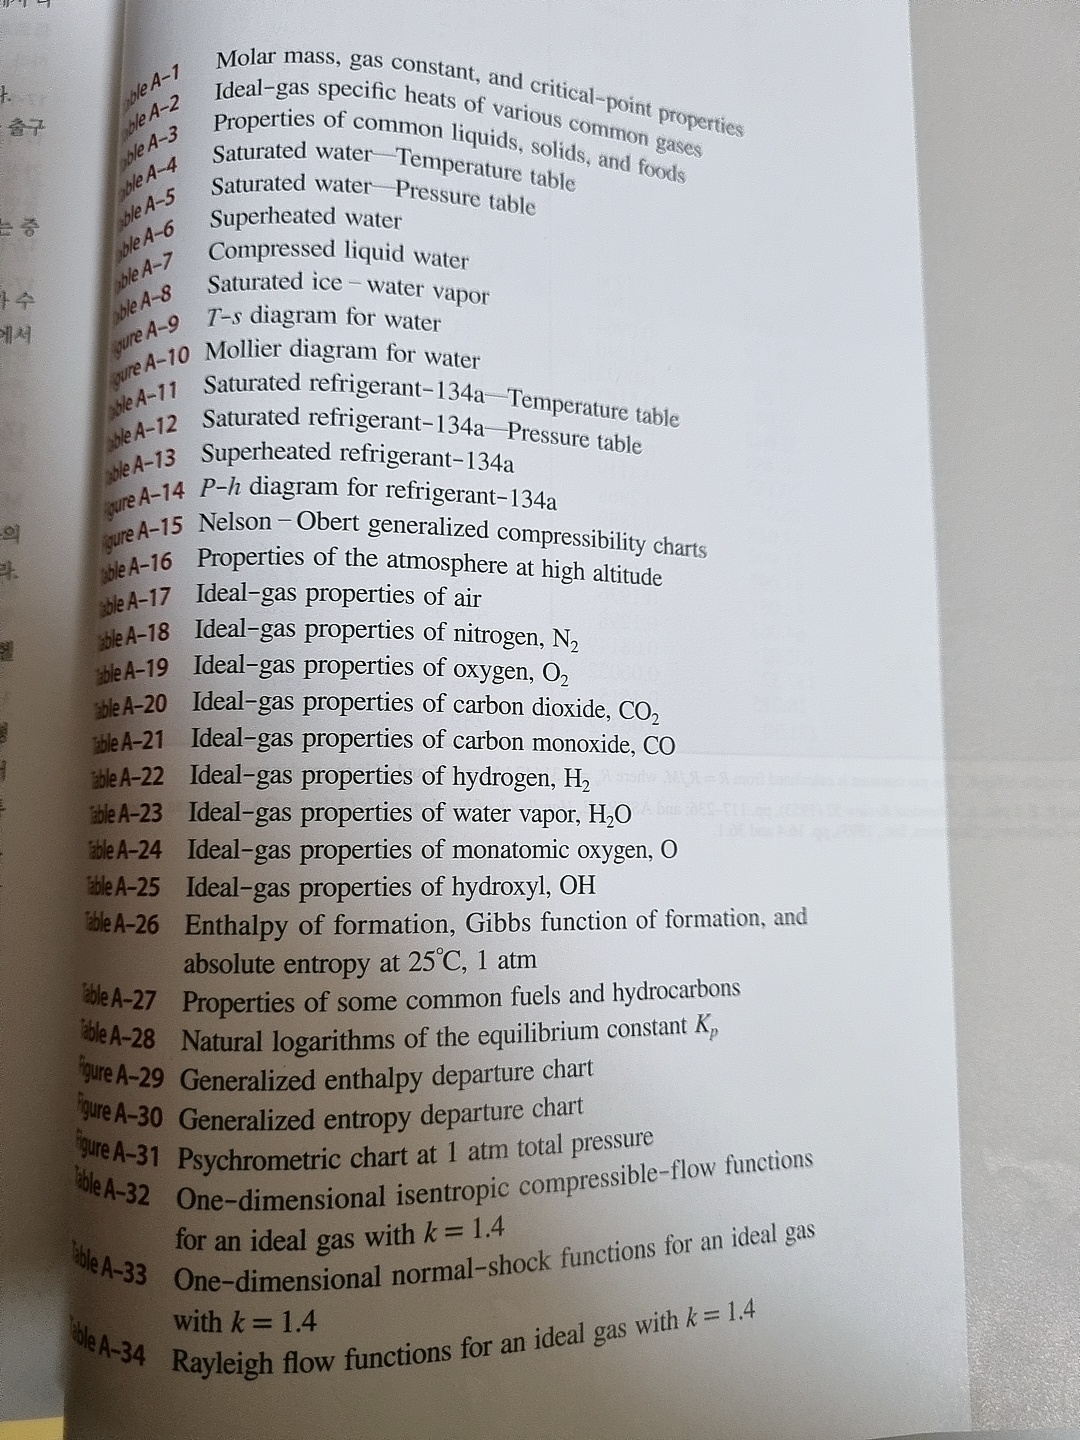 Table A–1 Molar mass, gas constant, and critical–point properties
Table A–2 Ideal–gas specific heats of various common gases
Table A–3 Properties of common liquids, solids, and foods
Table A–4 Saturated water—Temperature table
Table A–5 Saturated water—Pressure table
Table A–6 Superheated water
Table A–7 Compressed liquid water
Table A–8 Saturated ice – water vapor
Figure A–9 T–s diagram for water
Figure A–10 Mollier diagram for water
Table A–11 Saturated refrigerant–134a—Temperature table
Table A–12 Saturated refrigerant–134a—Pressure table
Table A–13 Superheated refrigerant–134a
Figure A–14 P–h diagram for refrigerant–134a
Figure A–15 Nelson – Obert generalized compressibility charts
Table A–16 Properties of the atmosphere at high altitude
Table A–17 Ideal–gas properties of air
Table A–18 Ideal–gas properties of nitrogen, N₂
Table A–19 Ideal–gas properties of oxygen, O₂
Table A–20 Ideal–gas properties of carbon dioxide, CO₂
Table A–21 Ideal–gas properties of carbon monoxide, CO
Table A–22 Ideal–gas properties of hydrogen, H₂
Table A–23 Ideal–gas properties of water vapor, H₂O
Table A–24 Ideal–gas properties of monatomic oxygen, O
Table A–25 Ideal–gas properties of hydroxyl, OH
Table A–26 Enthalpy of formation, Gibbs function of formation, and
absolute entropy at 25℃, 1 atm
Table A–27 Properties of some common fuels and hydrocarbons
Table A–28 Natural logarithms of the equilibrium constant Kₚ
Figure A–29 Generalized enthalpy departure chart
Figure A–30 Generalized entropy departure chart
Figure A–31 Psychrometric chart at 1 atm total pressure
Table A–32 One–dimensional isentropic compressible–flow functions
for an ideal gas with k = 1.4
Table A–33 One–dimensional normal–shock functions for an ideal gas
with k = 1.4
Table A–34 Rayleigh flow functions for an ideal gas with k = 1.4
출구
는 증
수
에서